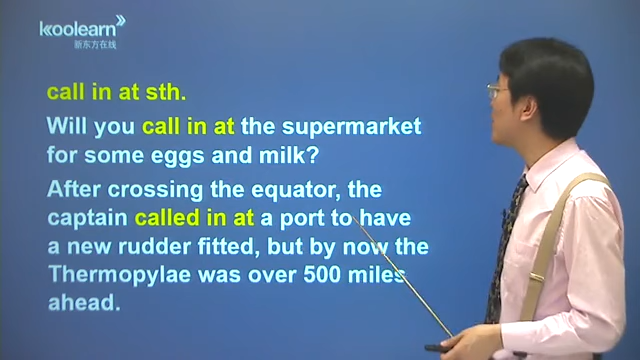 koolearn
新东方在线
call in at sth.
Will you call in at the supermarket
for some eggs and milk?
After crossing the equator, the
captain called in at a port to have
a new rudder fitted, but by now the
Thermopylae was over 500 miles
ahead.